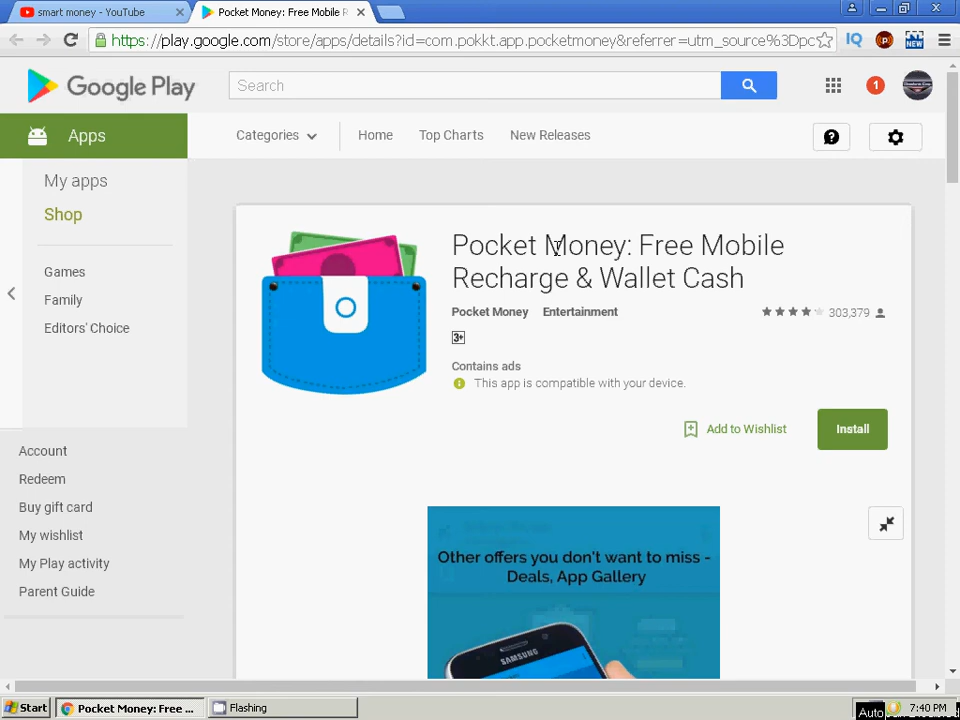 smart money - YouTube
Pocket Money: Free Mobile R
https://play.google.com/store/apps/details?id=com.pokkt.app.pocketmoney&referrer=utm_source%3Dpc
IQ
NEW
Google Play
Search
1
Apps
Categories
Home
Top Charts
New Releases
My apps
Shop
Games
Family
Editors' Choice
Account
Redeem
Buy gift card
My wishlist
My Play activity
Parent Guide
Pocket Money: Free Mobile
Recharge & Wallet Cash
Pocket Money
Entertainment
303,379
3+
Contains ads
This app is compatible with your device.
Add to Wishlist
Install
Other offers you don't want to miss -
Deals, App Gallery
SAMSUNG
Start
Pocket Money: Free ...
Flashing
7:40 PM